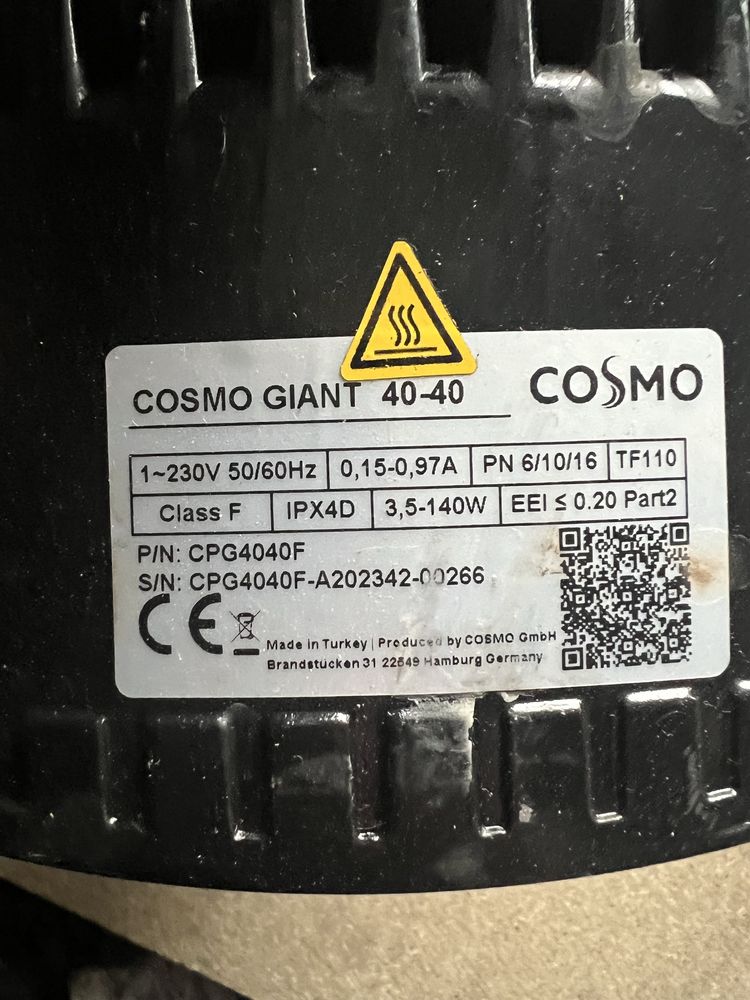 COSMO GIANT 40-40
COSMO
1~230V 50/60Hz 0,15-0,97A PN 6/10/16 TF110
Class F IPX4D 3,5-140W EEI ≤ 0.20 Part2
P/N: CPG4040F
S/N: CPG4040F-A202342-00266
CE
Made in Turkey | Produced by COSMO GmbH
Brandstücken 31 22549 Hamburg Germany